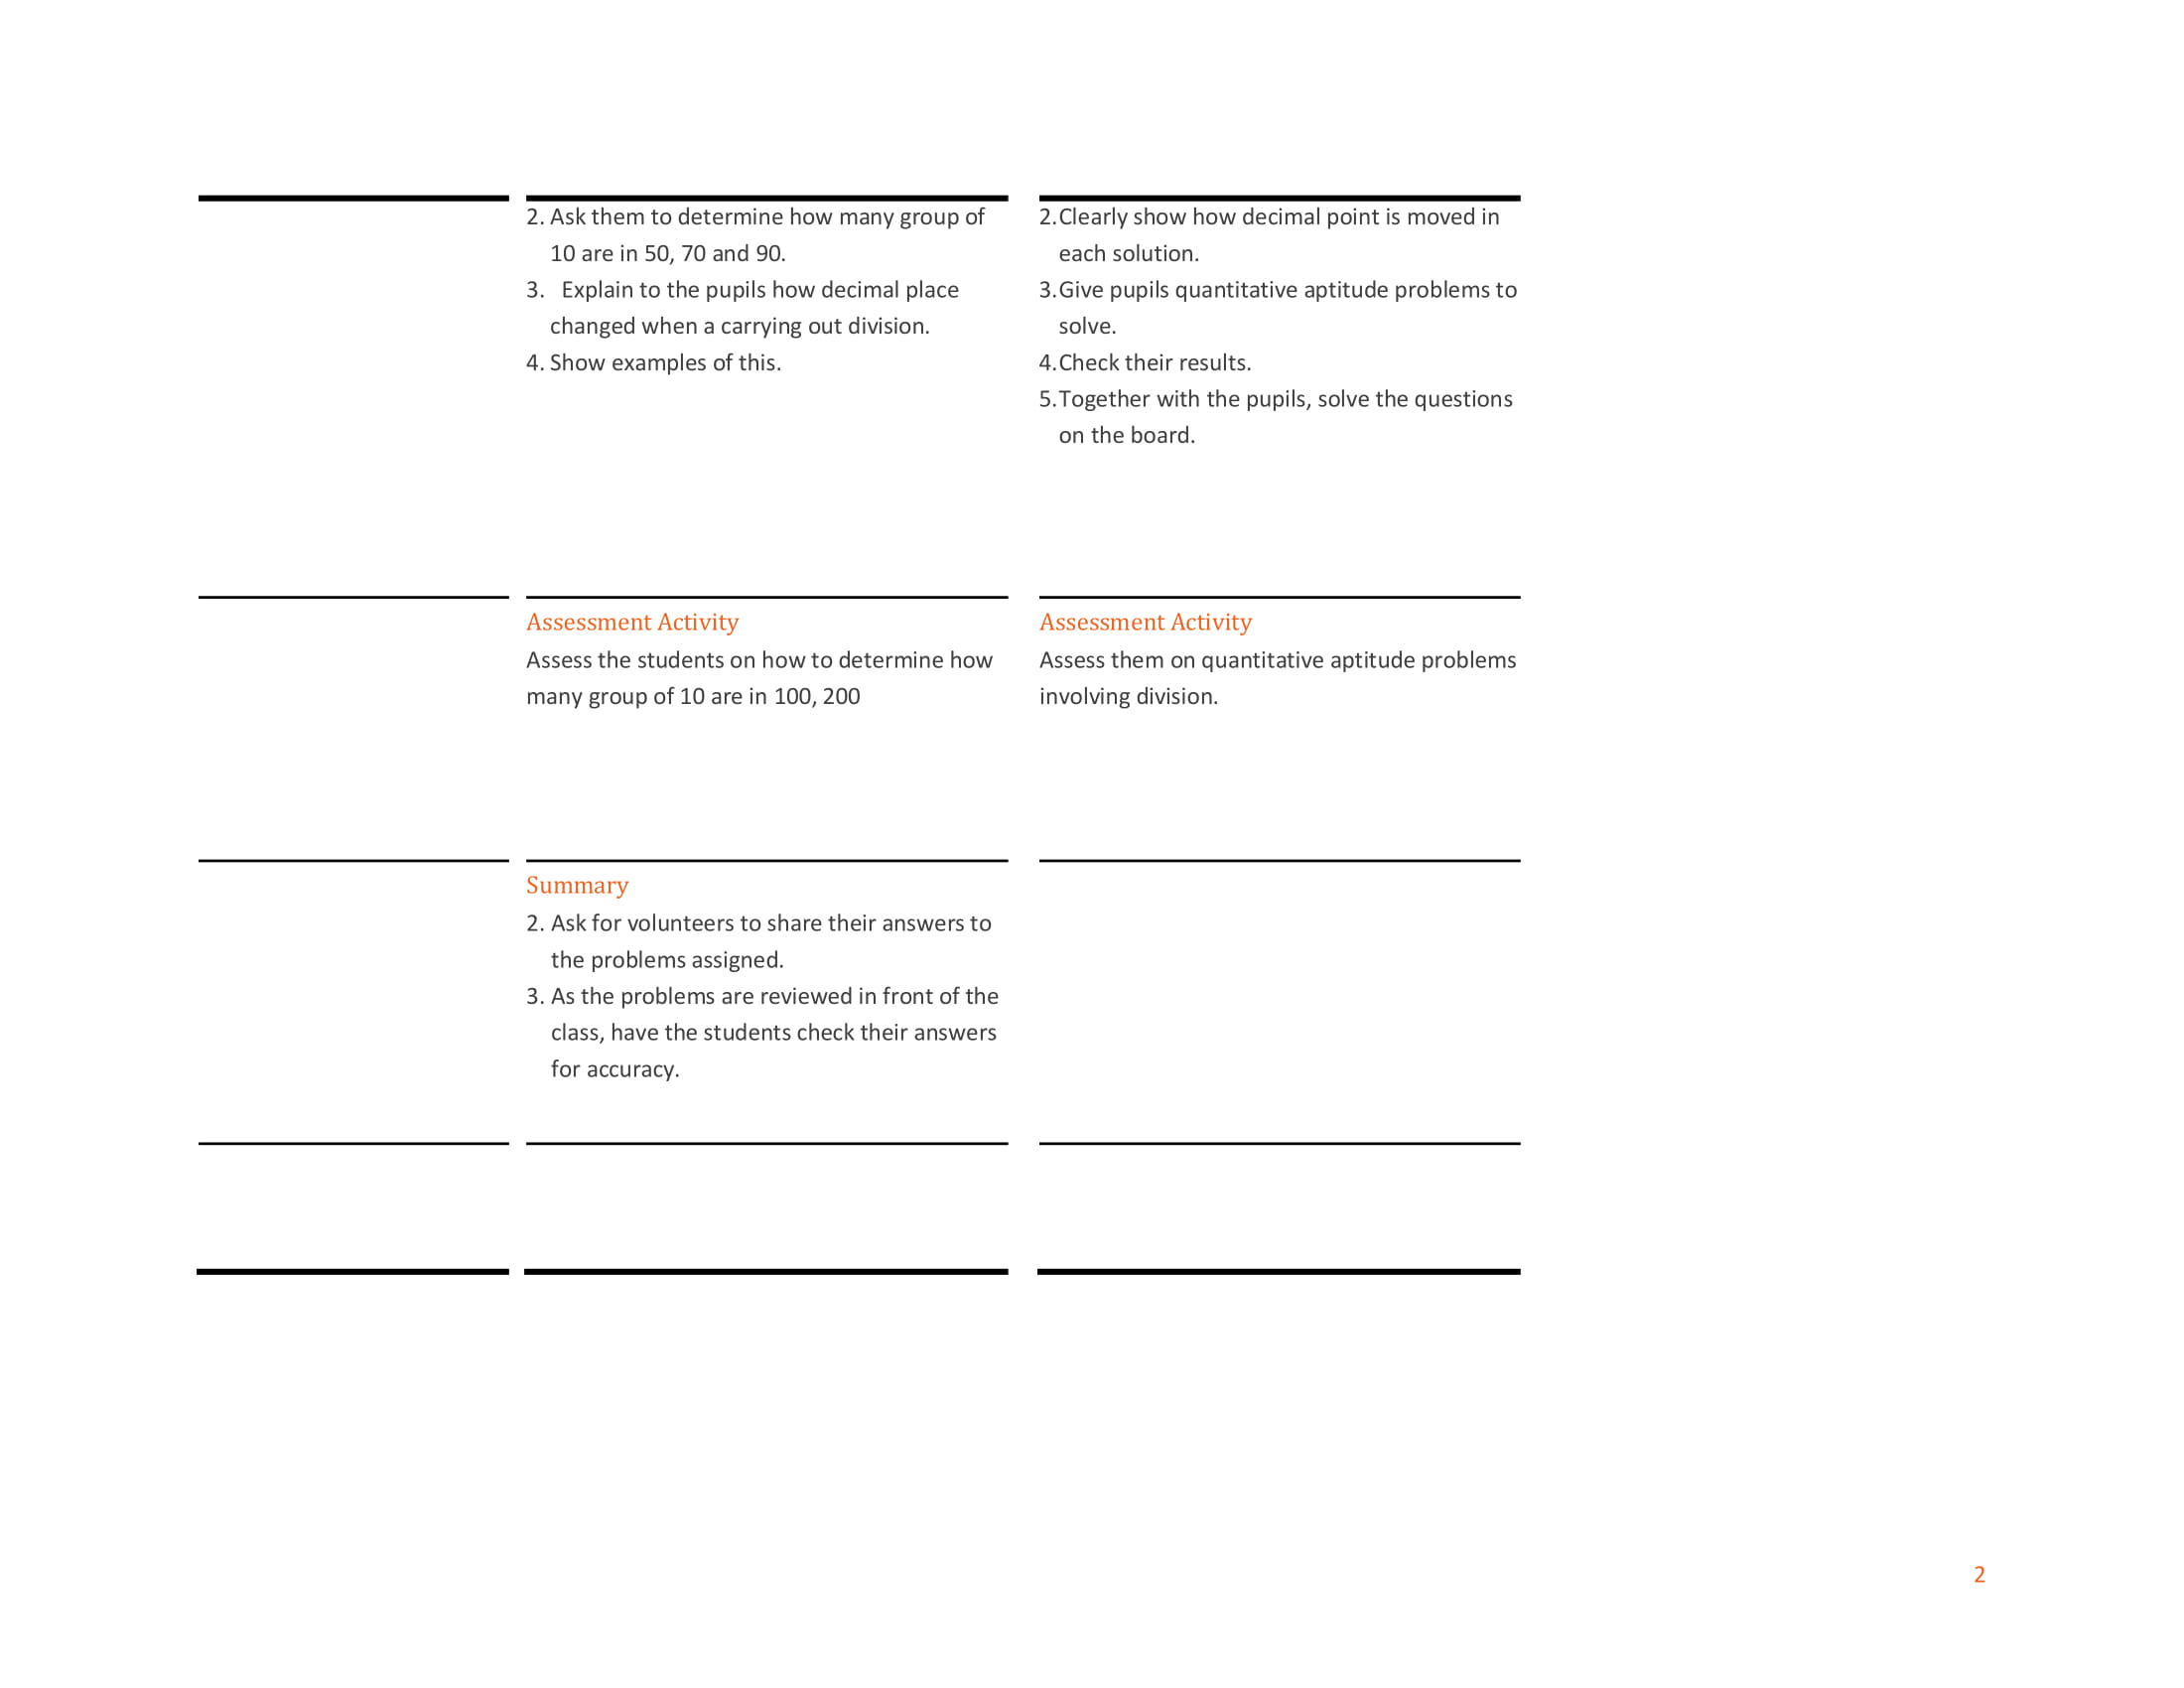 2. Ask them to determine how many group of
10 are in 50, 70 and 90.
3. Explain to the pupils how decimal place
changed when a carrying out division.
4. Show examples of this.
2.Clearly show how decimal point is moved in
each solution.
3.Give pupils quantitative aptitude problems to
solve.
4.Check their results.
5.Together with the pupils, solve the questions
on the board.
Assessment Activity
Assess the students on how to determine how
many group of 10 are in 100, 200
Assessment Activity
Assess them on quantitative aptitude problems
involving division.
Summary
2. Ask for volunteers to share their answers to
the problems assigned.
3. As the problems are reviewed in front of the
class, have the students check their answers
for accuracy.
2